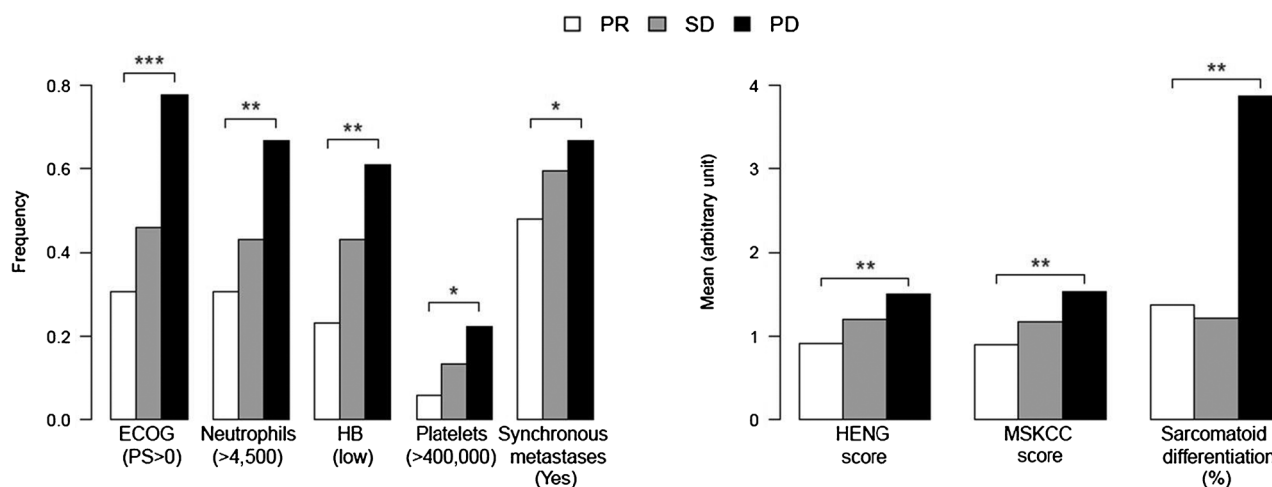 PR SD PD
Frequency
0.8
0.6
0.4
0.2
0.0
***
**
**
*
*
ECOG
(PS>0)
Neutrophils
(>4,500)
HB
(low)
Platelets
(>400,000)
Synchronous
metastases
(Yes)
Mean (arbitrary unit)
4
3
2
1
0
**
**
**
HENG
score
MSKCC
score
Sarcomatoid
differentiation
(%)